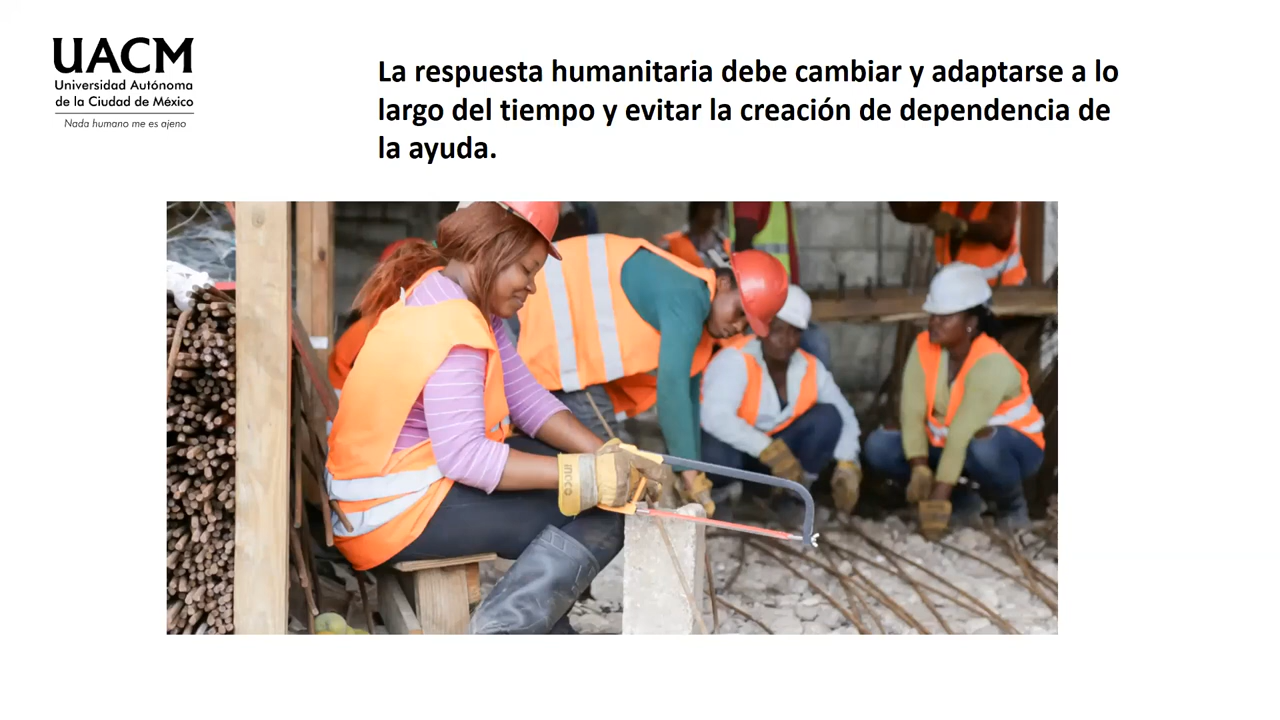 UACM
Universidad Autónoma
de la Ciudad de México
Nada humano me es ajeno
La respuesta humanitaria debe cambiar y adaptarse a lo
largo del tiempo y evitar la creación de dependencia de
la ayuda.
ineco